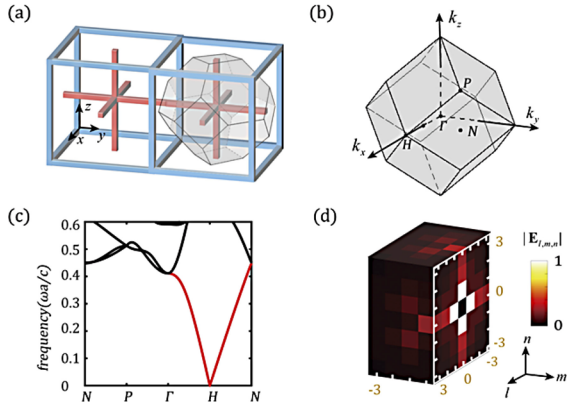 (a)
z
y
x
(b)
k_z
P
Γ
N
H
k_x
k_y
(c)
frequency(ωa/c)
0.6
0.5
0.4
0.3
0.2
0.1
0
N P Γ H N
(d)
|E_{l,m,n}|
1
0
3
0
-3
-3
0
3
-3 3
n
m
l